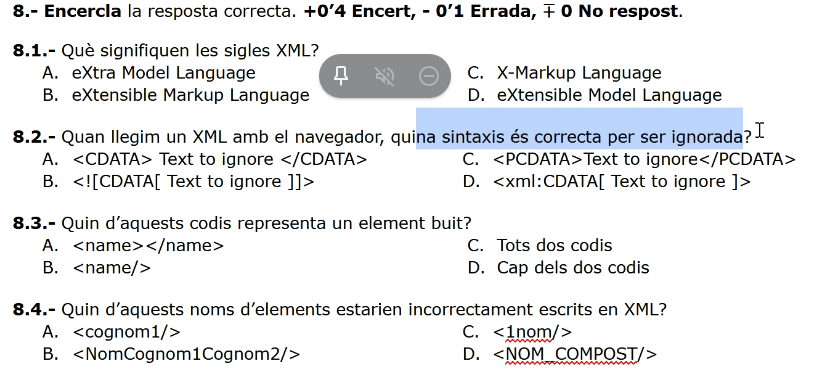 8.- Encercla la resposta correcta. +0’4 Encert, - 0’1 Errada, ∓ 0 No respost.
8.1.- Què signifiquen les sigles XML?
A. eXtra Model Language
B. eXtensible Markup Language
C. X-Markup Language
D. eXtensible Model Language
8.2.- Quan llegim un XML amb el navegador, quina sintaxis és correcta per ser ignorada?
A. <CDATA> Text to ignore </CDATA>
B. <![CDATA[ Text to ignore ]]>
C. <PCDATA>Text to ignore</PCDATA>
D. <xml:CDATA[ Text to ignore ]>
8.3.- Quin d’aquests codis representa un element buit?
A. <name></name>
B. <name/>
C. Tots dos codis
D. Cap dels dos codis
8.4.- Quin d’aquests noms d’elements estarien incorrectament escrits en XML?
A. <cognom1/>
B. <NomCognom1Cognom2/>
C. <1nom/>
D. <NOM_COMPOST/>